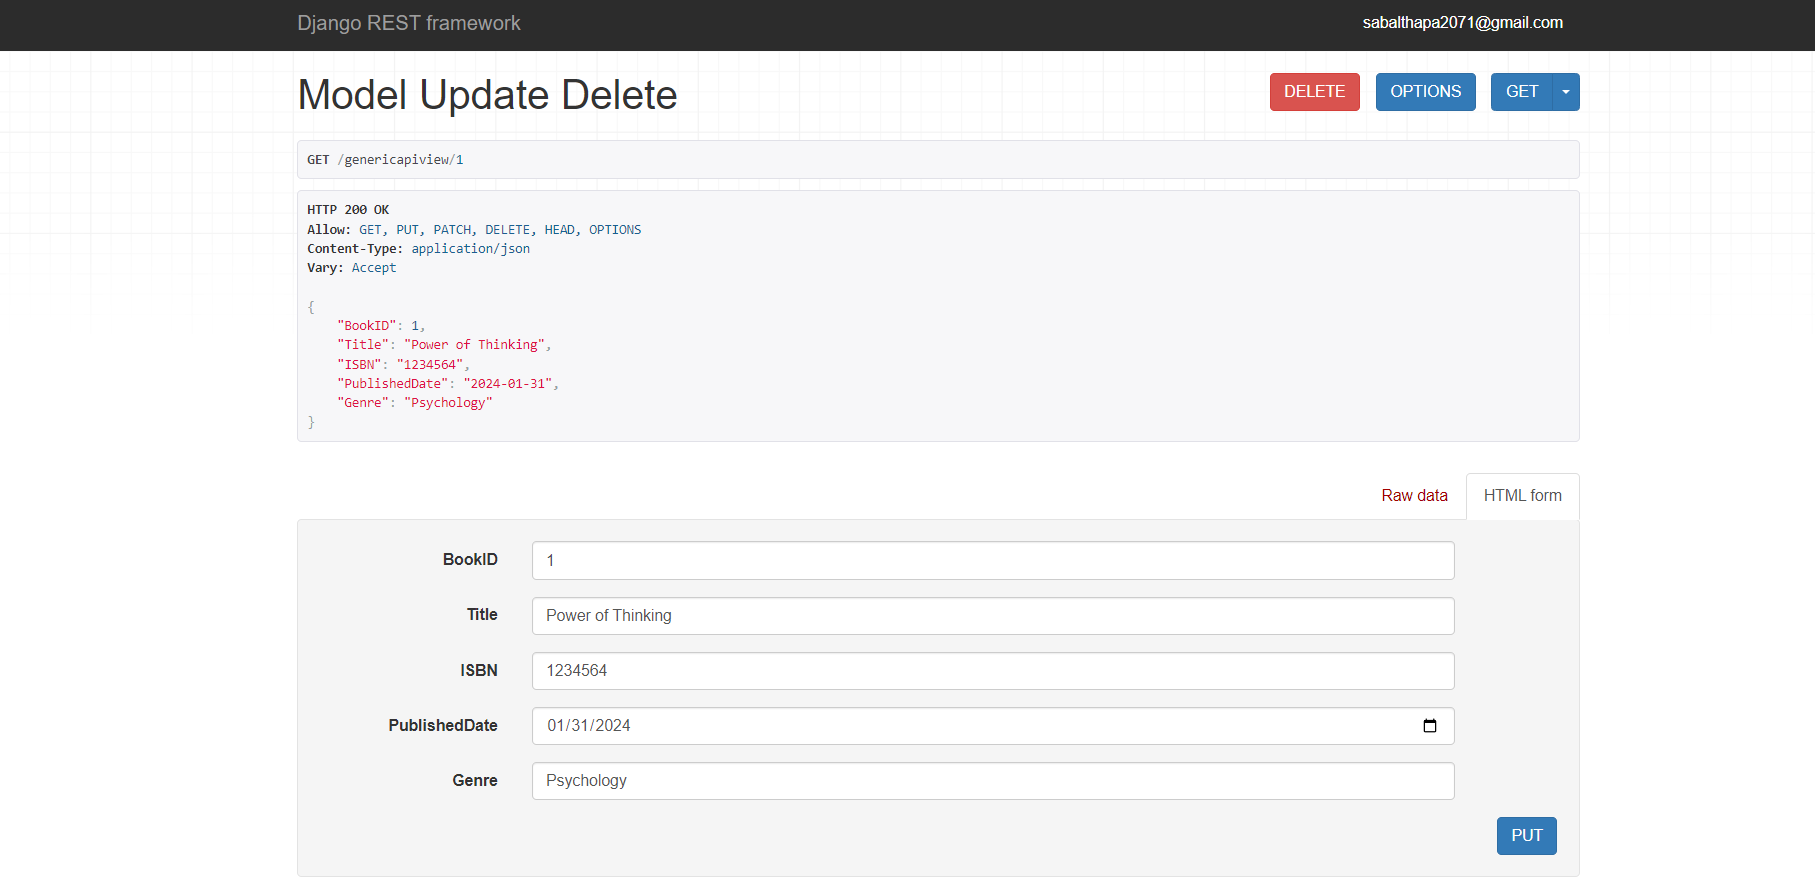 Django REST framework
sabalthapa2071@gmail.com
Model Update Delete
DELETE
OPTIONS
GET
GET /genericapiview/1
HTTP 200 OK
Allow: GET, PUT, PATCH, DELETE, HEAD, OPTIONS
Content-Type: application/json
Vary: Accept
{
"BookID": 1,
"Title": "Power of Thinking",
"ISBN": "1234564",
"PublishedDate": "2024-01-31",
"Genre": "Psychology"
}
Raw data
HTML form
BookID 1
Title Power of Thinking
ISBN 1234564
PublishedDate 01/31/2024
Genre Psychology
PUT